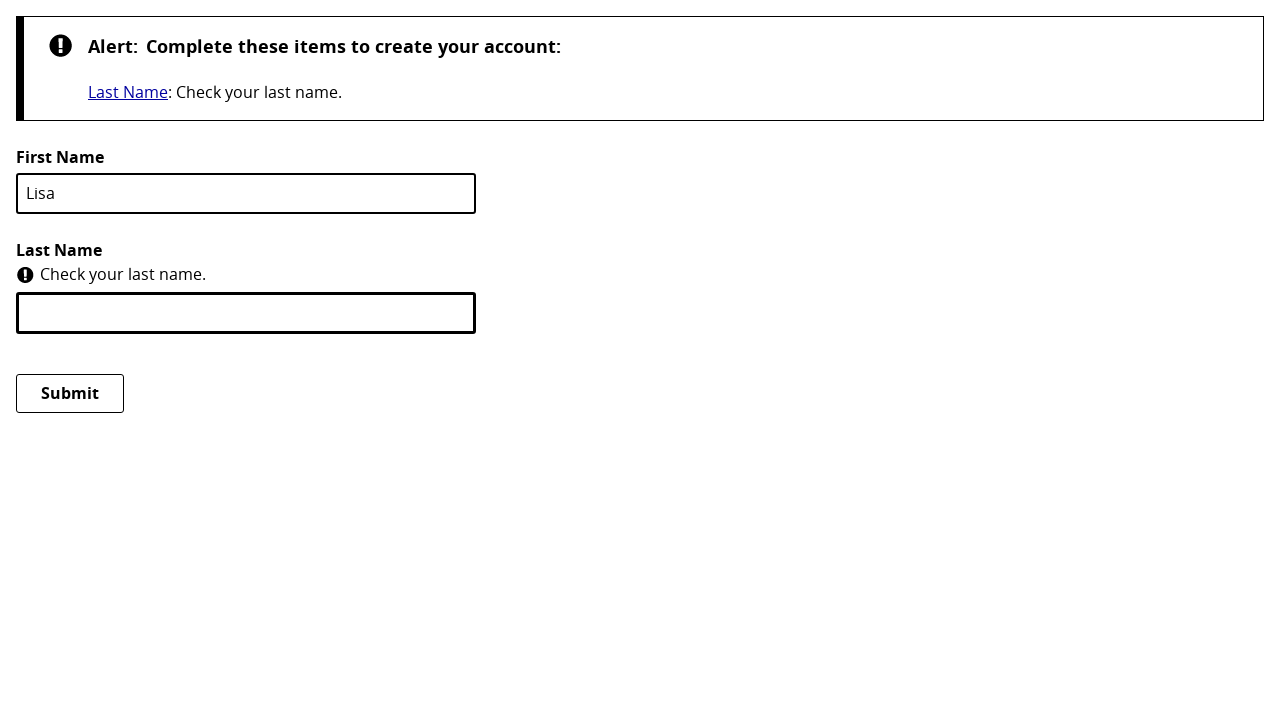 Alert: Complete these items to create your account:
Last Name: Check your last name.
First Name
Lisa
Last Name
Check your last name.
Submit